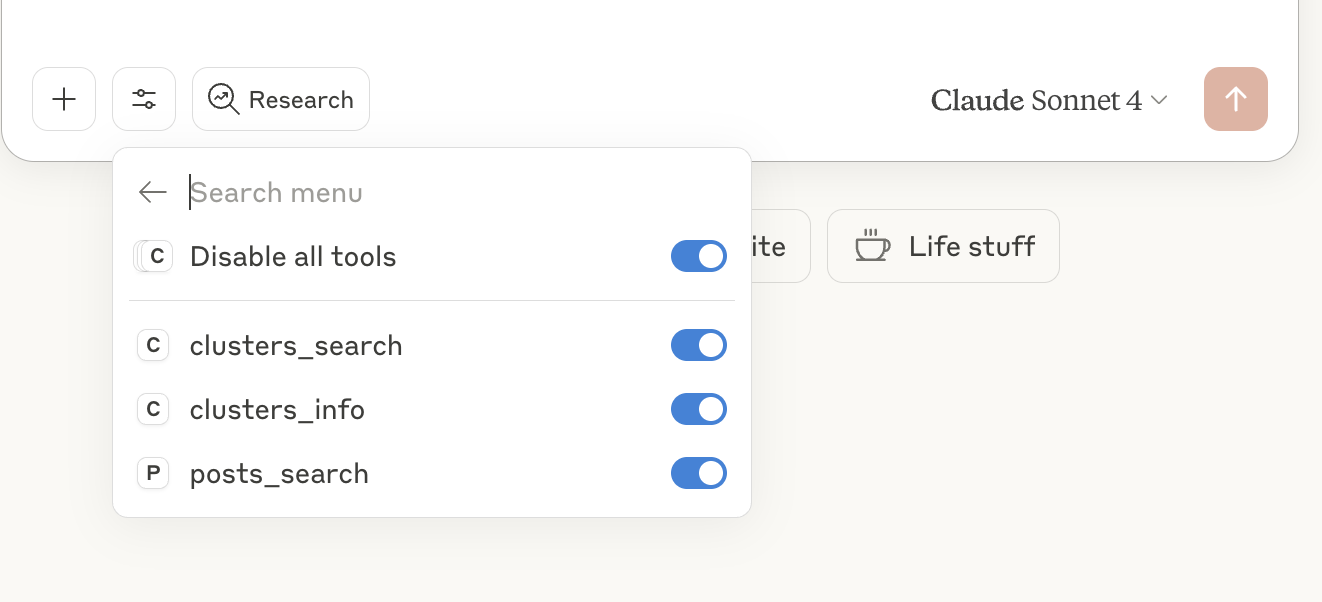 Research
Claude Sonnet 4
Search menu
C Disable all tools
C clusters_search
C clusters_info
P posts_search
ite
Life stuff